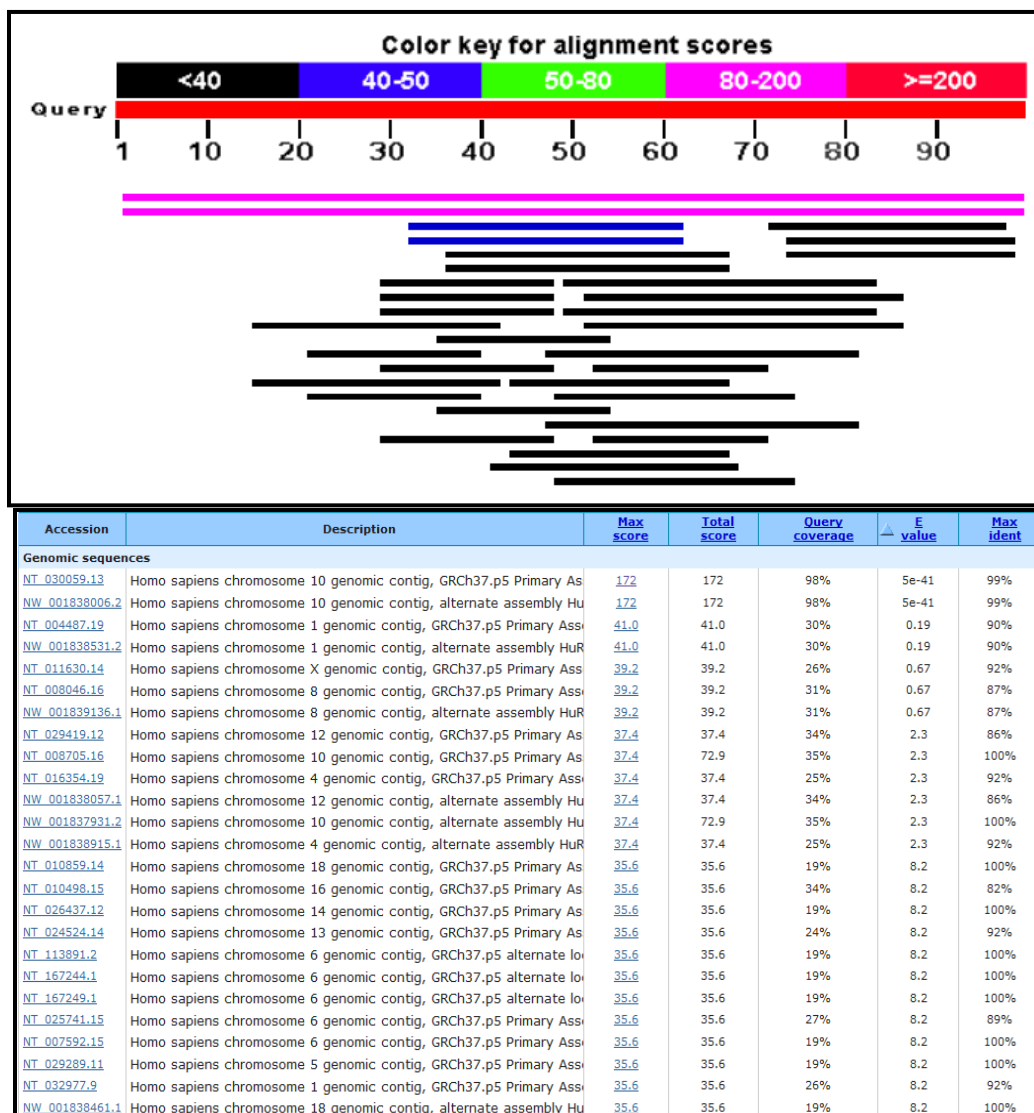 Color key for alignment scores
<40 40-50 50-80 80-200 >=200
Query
1 10 20 30 40 50 60 70 80 90
Accession Description Max score Total score Query coverage E value Max ident
Genomic sequences
NT_030059.13 Homo sapiens chromosome 10 genomic contig, GRCh37.p5 Primary As 172 172 98% 5e-41 99%
NW_001838006.2 Homo sapiens chromosome 10 genomic contig, alternate assembly Hu 172 172 98% 5e-41 99%
NT_004487.19 Homo sapiens chromosome 1 genomic contig, GRCh37.p5 Primary Ass 41.0 41.0 30% 0.19 90%
NW_001838531.2 Homo sapiens chromosome 1 genomic contig, alternate assembly HuR 41.0 41.0 30% 0.19 90%
NT_011630.14 Homo sapiens chromosome X genomic contig, GRCh37.p5 Primary Ass 39.2 39.2 26% 0.67 92%
NT_008046.16 Homo sapiens chromosome 8 genomic contig, GRCh37.p5 Primary Ass 39.2 39.2 31% 0.67 87%
NW_001839136.1 Homo sapiens chromosome 8 genomic contig, alternate assembly HuR 39.2 39.2 31% 0.67 87%
NT_029419.12 Homo sapiens chromosome 12 genomic contig, GRCh37.p5 Primary As 37.4 37.4 34% 2.3 86%
NT_008705.16 Homo sapiens chromosome 10 genomic contig, GRCh37.p5 Primary As 37.4 72.9 35% 2.3 100%
NT_016354.19 Homo sapiens chromosome 4 genomic contig, GRCh37.p5 Primary Ass 37.4 37.4 25% 2.3 92%
NW_001838057.1 Homo sapiens chromosome 12 genomic contig, alternate assembly Hu 37.4 37.4 34% 2.3 86%
NW_001837931.2 Homo sapiens chromosome 10 genomic contig, alternate assembly Hu 37.4 72.9 35% 2.3 100%
NW_001838915.1 Homo sapiens chromosome 4 genomic contig, alternate assembly HuR 37.4 37.4 25% 2.3 92%
NT_010859.14 Homo sapiens chromosome 18 genomic contig, GRCh37.p5 Primary As 35.6 35.6 19% 8.2 100%
NT_010498.15 Homo sapiens chromosome 16 genomic contig, GRCh37.p5 Primary As 35.6 35.6 34% 8.2 82%
NT_026437.12 Homo sapiens chromosome 14 genomic contig, GRCh37.p5 Primary As 35.6 35.6 19% 8.2 100%
NT_024524.14 Homo sapiens chromosome 13 genomic contig, GRCh37.p5 Primary As 35.6 35.6 24% 8.2 92%
NT_113891.2 Homo sapiens chromosome 6 genomic contig, GRCh37.p5 alternate lo 35.6 35.6 19% 8.2 100%
NT_167244.1 Homo sapiens chromosome 6 genomic contig, GRCh37.p5 alternate lo 35.6 35.6 19% 8.2 100%
NT_167249.1 Homo sapiens chromosome 6 genomic contig, GRCh37.p5 alternate lo 35.6 35.6 19% 8.2 100%
NT_025741.15 Homo sapiens chromosome 6 genomic contig, GRCh37.p5 Primary Ass 35.6 35.6 27% 8.2 89%
NT_007592.15 Homo sapiens chromosome 6 genomic contig, GRCh37.p5 Primary Ass 35.6 35.6 19% 8.2 100%
NT_029289.11 Homo sapiens chromosome 5 genomic contig, GRCh37.p5 Primary Ass 35.6 35.6 19% 8.2 100%
NT_032977.9 Homo sapiens chromosome 1 genomic contig, GRCh37.p5 Primary Ass 35.6 35.6 26% 8.2 92%
NW_001838461.1 Homo sapiens chromosome 18 genomic contig, alternate assembly Hu 35.6 35.6 19% 8.2 100%